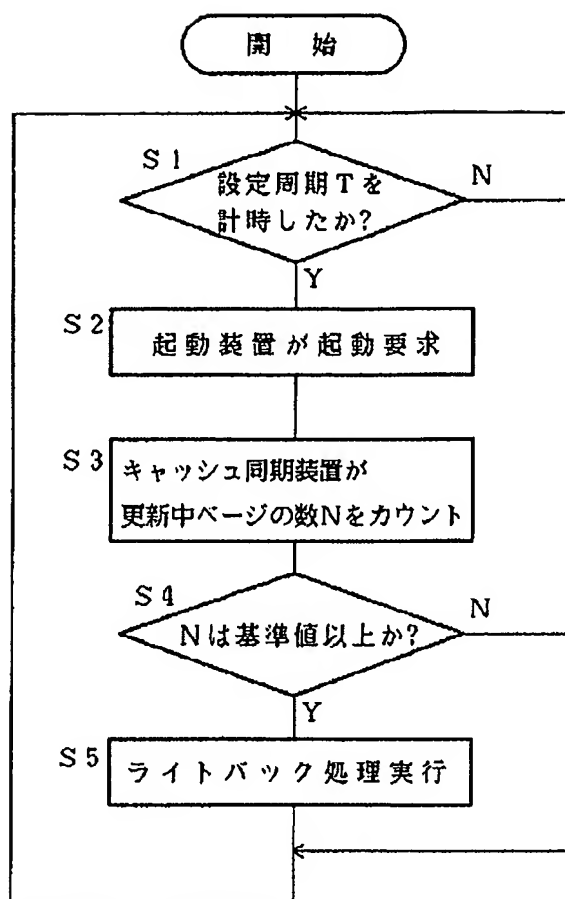 開始
S1
設定周期Tを
計時したか?
N
Y
S2
起動装置が起動要求
S3
キャッシュ同期装置が
更新中ページの数Nをカウント
S4
Nは基準値以上か?
N
Y
S5
ライトバック処理実行